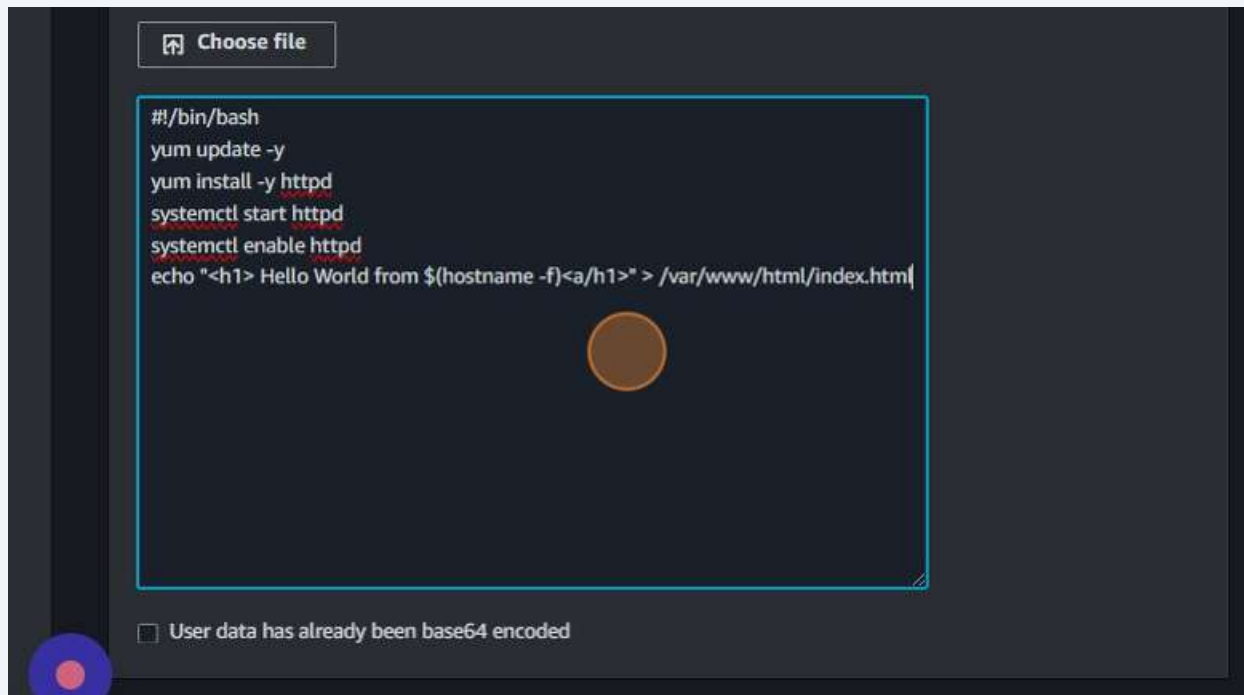 Choose file
#!/bin/bash
yum update -y
yum install -y httpd
systemctl start httpd
systemctl enable httpd
echo "<h1> Hello World from $(hostname -f)<a/h1>" > /var/www/html/index.html
User data has already been base64 encoded